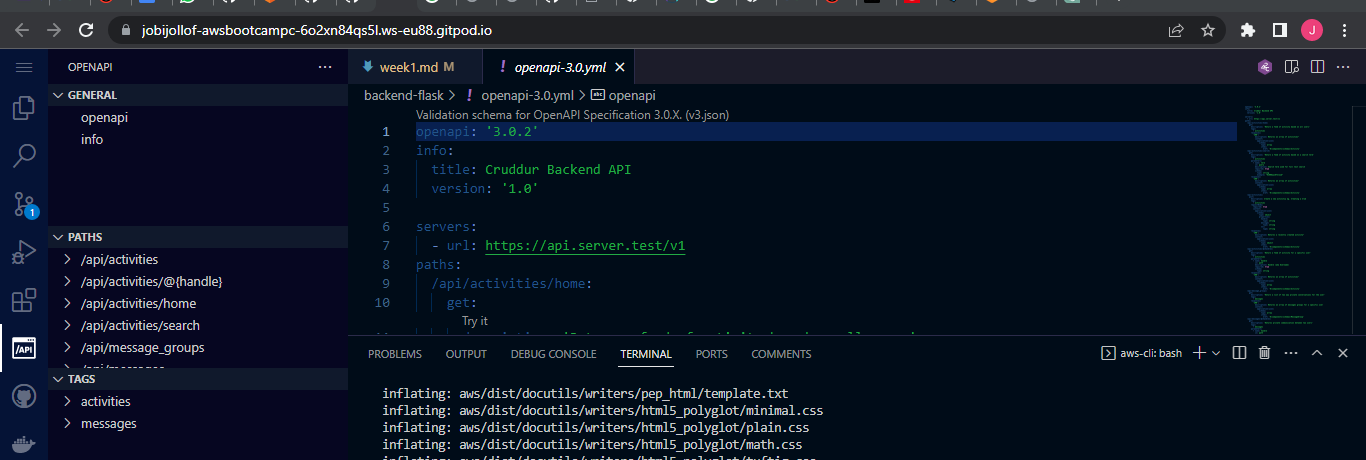 jobijollof-awsbootcampc-6o2xn84qs5l.ws-eu88.gitpod.io
J
OPENAPI
GENERAL
openapi
info
1
PATHS
/api/activities
/api/activities/@{handle}
/api/activities/home
/api/activities/search
/api/message_groups
/API
TAGS
activities
messages
week1.md M
! openapi-3.0.yml
backend-flask > ! openapi-3.0.yml > abc openapi
Validation schema for OpenAPI Specification 3.0.X. (v3.json)
1 openapi: '3.0.2'
2 info:
3 title: Cruddur Backend API
4 version: '1.0'
5
6 servers:
7 - url: https://api.server.test/v1
8 paths:
9 /api/activities/home:
10 get:
Try it
PROBLEMS OUTPUT DEBUG CONSOLE TERMINAL PORTS COMMENTS
aws-cli: bash
inflating: aws/dist/docutils/writers/pep_html/template.txt
inflating: aws/dist/docutils/writers/html5_polyglot/minimal.css
inflating: aws/dist/docutils/writers/html5_polyglot/plain.css
inflating: aws/dist/docutils/writers/html5_polyglot/math.css